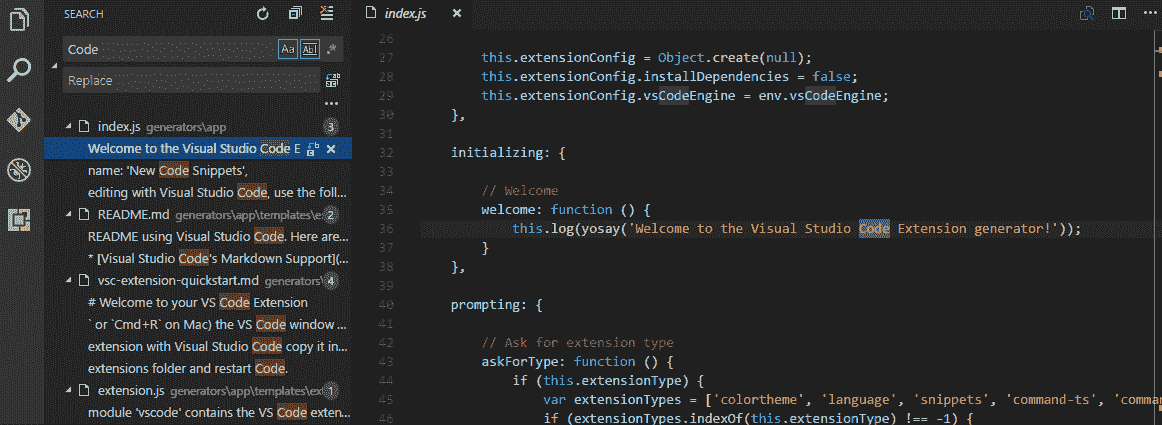 SEARCH
Code
Aa Abl .*
Replace
...
index.js generators\app 3
Welcome to the Visual Studio Code E
name: 'New Code Snippets',
editing with Visual Studio Code, use the foll...
README.md generators\app\templates\ex 2
README using Visual Studio Code. Here are...
* [Visual Studio Code's Markdown Support](...
vsc-extension-quickstart.md generators\ 4
# Welcome to your VS Code Extension
` or `Cmd+R` on Mac) the VS Code window ...
extension with Visual Studio Code copy it in...
extensions folder and restart Code.
extension.js generators\app\templates\ex 1
module 'vscode' contains the VS Code exten...
index.js
26
27 this.extensionConfig = Object.create(null);
28 this.extensionConfig.installDependencies = false;
29 this.extensionConfig.vsCodeEngine = env.vsCodeEngine;
30 },
31
32 initializing: {
33
34 // Welcome
35 welcome: function () {
36 this.log(yosay('Welcome to the Visual Studio Code Extension generator!'));
37 }
38 },
39
40 prompting: {
41
42 // Ask for extension type
43 askForType: function () {
44 if (this.extensionType) {
45 var extensionTypes = ['colortheme', 'language', 'snippets', 'command-ts', 'comman
46 if (extensionTypes.indexOf(this.extensionType) !== -1) {